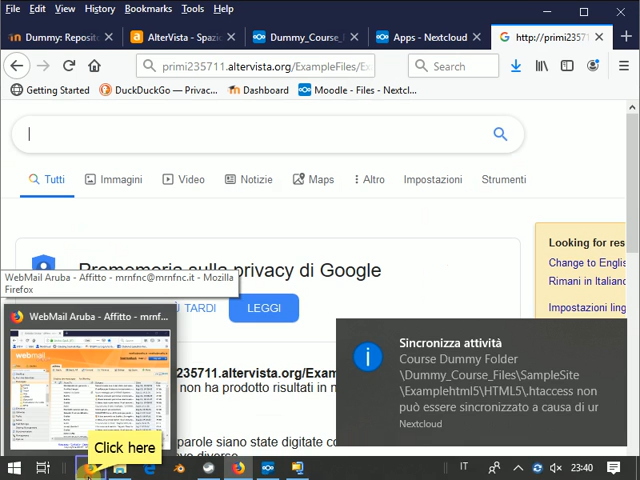 File Edit View History Bookmarks Tools Help
Dummy: Reposit
AlterVista - Spazi
Dummy_Course_
Apps - Nextcloud
http://primi23571
primi235711.altervista.org/ExampleFiles/Ex
Search
Getting Started
DuckDuckGo — Privac...
Dashboard
Moodle - Files - Nextcl...
Tutti
Immagini
Video
Notizie
Maps
Altro
Impostazioni
Strumenti
Looking for res
Change to Englis
Rimani in Italiano
Impostazioni ling
Promemoria sulla privacy di Google
TARDI
LEGGI
WebMail Aruba - Affitto - mrnfnc@mrnfnc.it - Mozilla
Firefox
WebMail Aruba - Affitto - mrnf...
webmail
235711.altervista.org/Exam
non ha prodotto risultati in n
parole siano state digitate co
diverse.
Sincronizza attività
Course Dummy Folder
\Dummy_Course_Files\SampleSite
\Examplehtml5\HTML5\.htaccess non
può essere sincronizzato a causa di ur
Nextcloud
Click here
IT
23:40